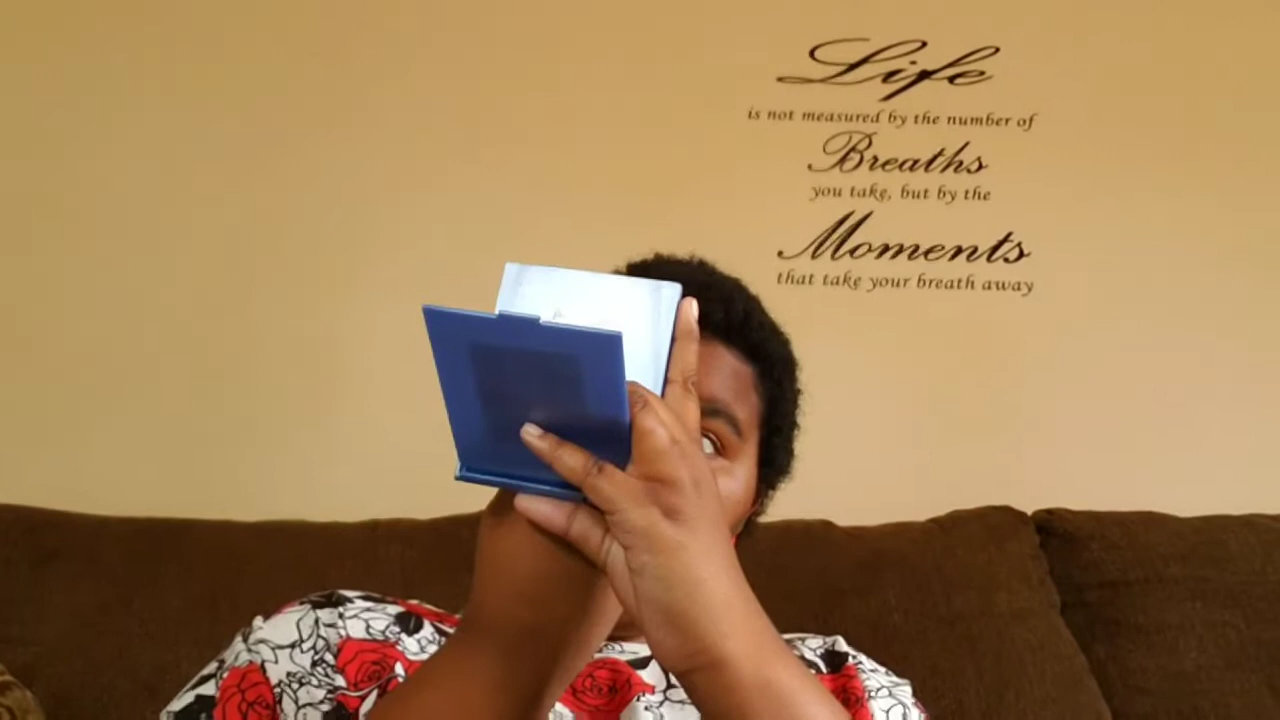 Life
is not measured by the number of
Breaths
you take, but by the
Moments
that take your breath away